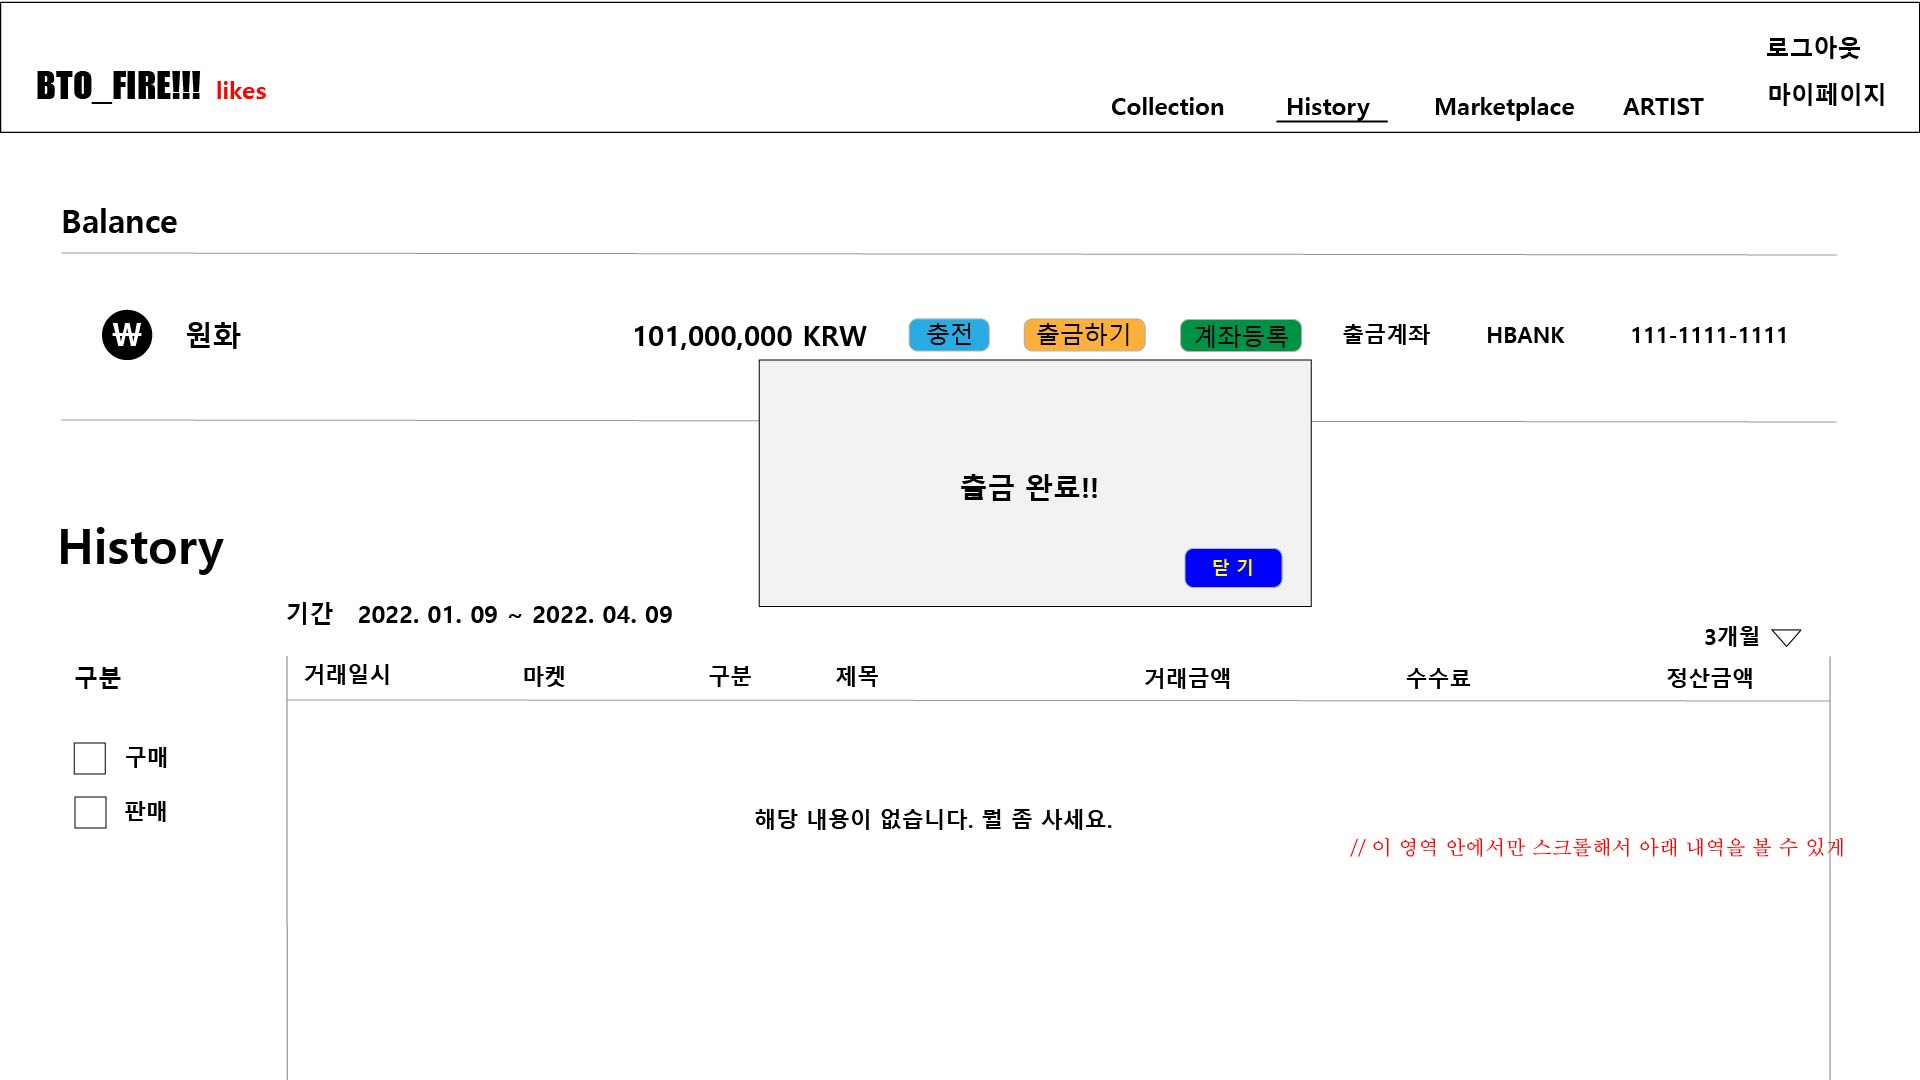 로그아웃
BTO_FIRE!!! likes
Collection History Marketplace ARTIST 마이페이지
Balance
₩ 원화 101,000,000 KRW 충전 출금하기 계좌등록 출금계좌 HBANK 111-1111-1111
출금 완료!!
닫 기
History
기간 2022. 01. 09 ~ 2022. 04. 09
3개월
구분 거래일시 마켓 구분 제목 거래금액 수수료 정산금액
구매
판매
해당 내용이 없습니다. 뭘 좀 사세요.
// 이 영역 안에서만 스크롤해서 아래 내역을 볼 수 있게